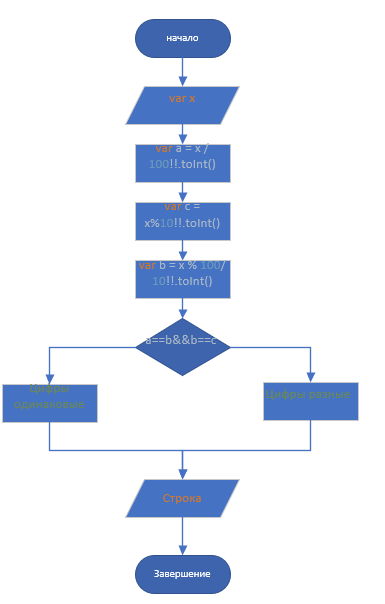 начало
var x
var a = x /
100!!.toInt()
var c =
x%10!!.toInt()
var b = x % 100/
10!!.toInt()
a==b&&b==c
Цифры
одинаковые
Цифры разные
Строка
Завершение